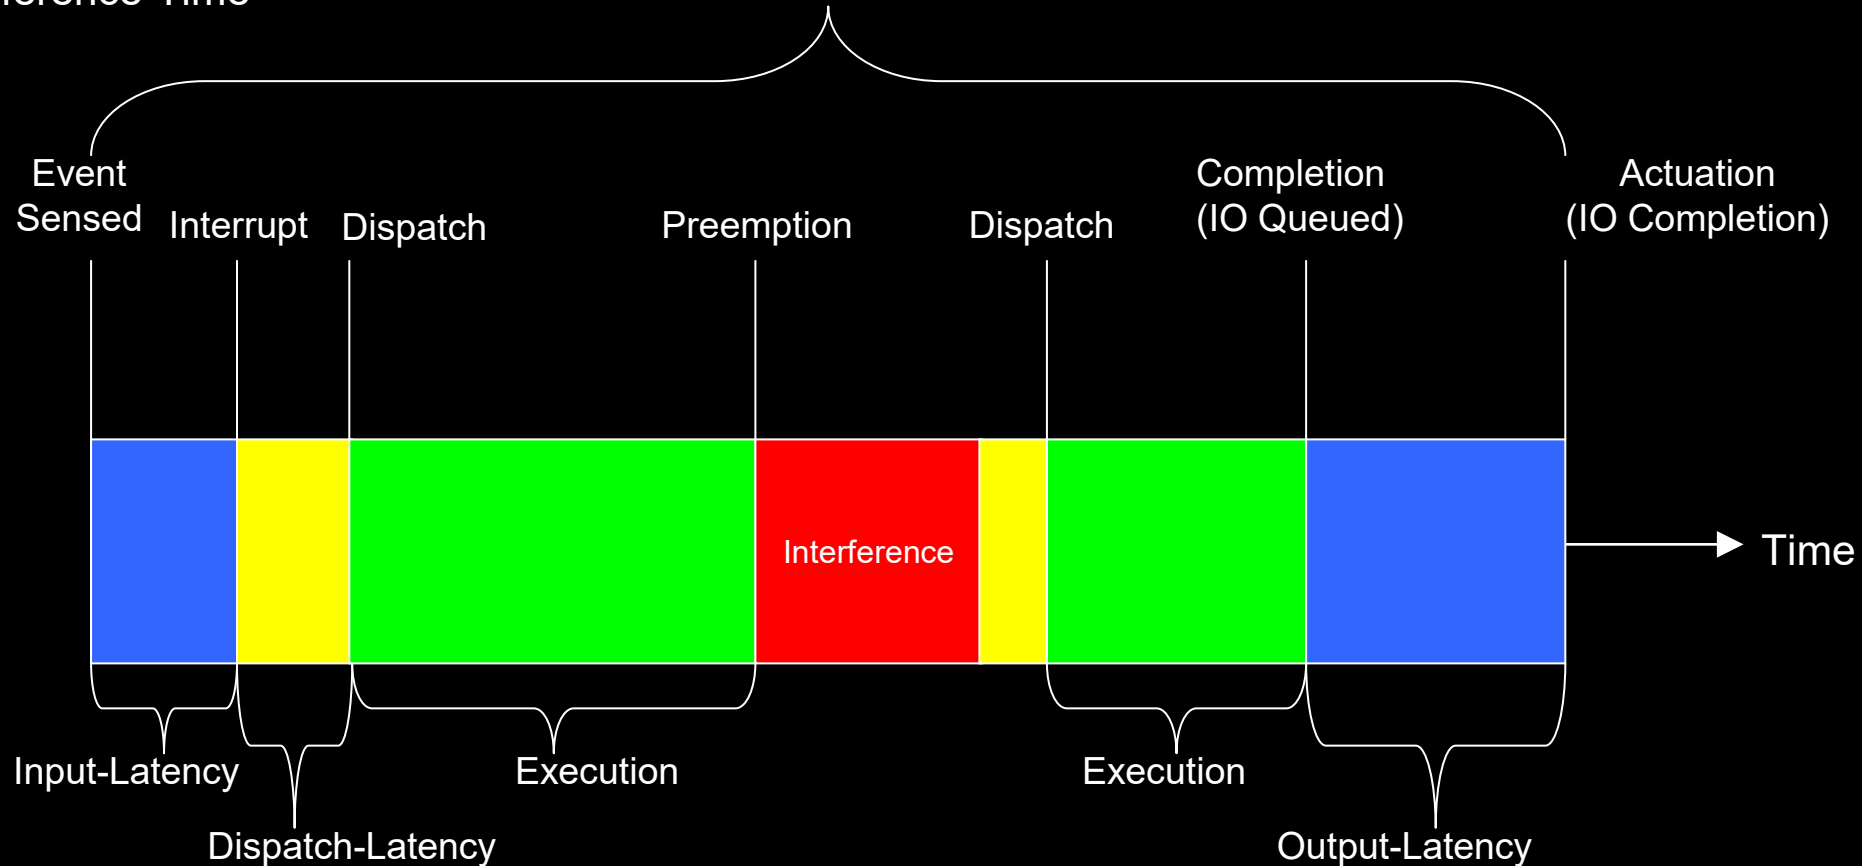 Time
Event
Sensed
Interrupt
Dispatch
Preemption
Dispatch
Completion
(IO Queued)
Actuation
(IO Completion)
Interference
Time
Input-Latency
Execution
Execution
Dispatch-Latency
Output-Latency